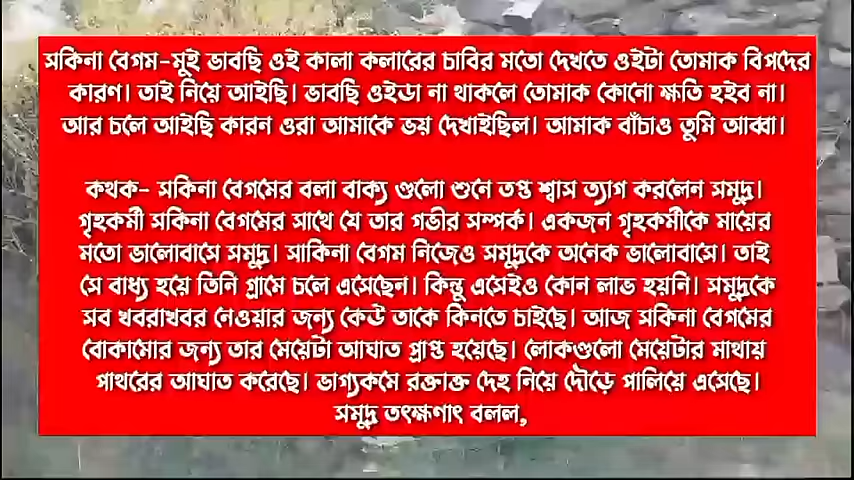 সকিনা বেগম-মুই ভাবছি ওই কালা কলারের চাবির মতো দেখতে ওইটা তোমাক বিপদের
কারণ। তাই নিয়ে আইছি। ভাবছি ওইডা না থাকলে তোমাক কোনো ক্ষতি হইব না।
আর চলে আইছি কারন ওরা আমাকে ভয় দেখাইছিল। আমাক বাঁচাও তুমি আব্বা।
কথক- সকিনা বেগমের বলা বাক্য গুলো শুনে তপ্ত শ্বাস ত্যাগ করলেন সমুদ্র।
গৃহকর্মী সকিনা বেগমের সাথে যে তার গভীর সম্পর্ক। একজন গৃহকর্মীকে মায়ের
মতো ভালোবাসে সমুদ্র। সাকিনা বেগম নিজেও সমুদ্রকে অনেক ভালোবাসে। তাই
সে বাধ্য হয়ে তিনি গ্রামে চলে এসেছেন। কিন্তু এসেইও কোন লাভ হয়নি। সমুদ্রকে
সব খবরাখবর নেওয়ার জন্য কেউ তাকে কিনতে চাইছে। আজ সকিনা বেগমের
বোকামোর জন্য তার মেয়েটা আঘাত প্রাপ্ত হয়েছে। লোকগুলো মেয়েটার মাথায়
পাথরের আঘাত করেছে। ভাগ্যকমে রক্তাক্ত দেহ নিয়ে দৌড়ে পালিয়ে এসেছে।
সমুদ্র তৎক্ষণাৎ বলল,